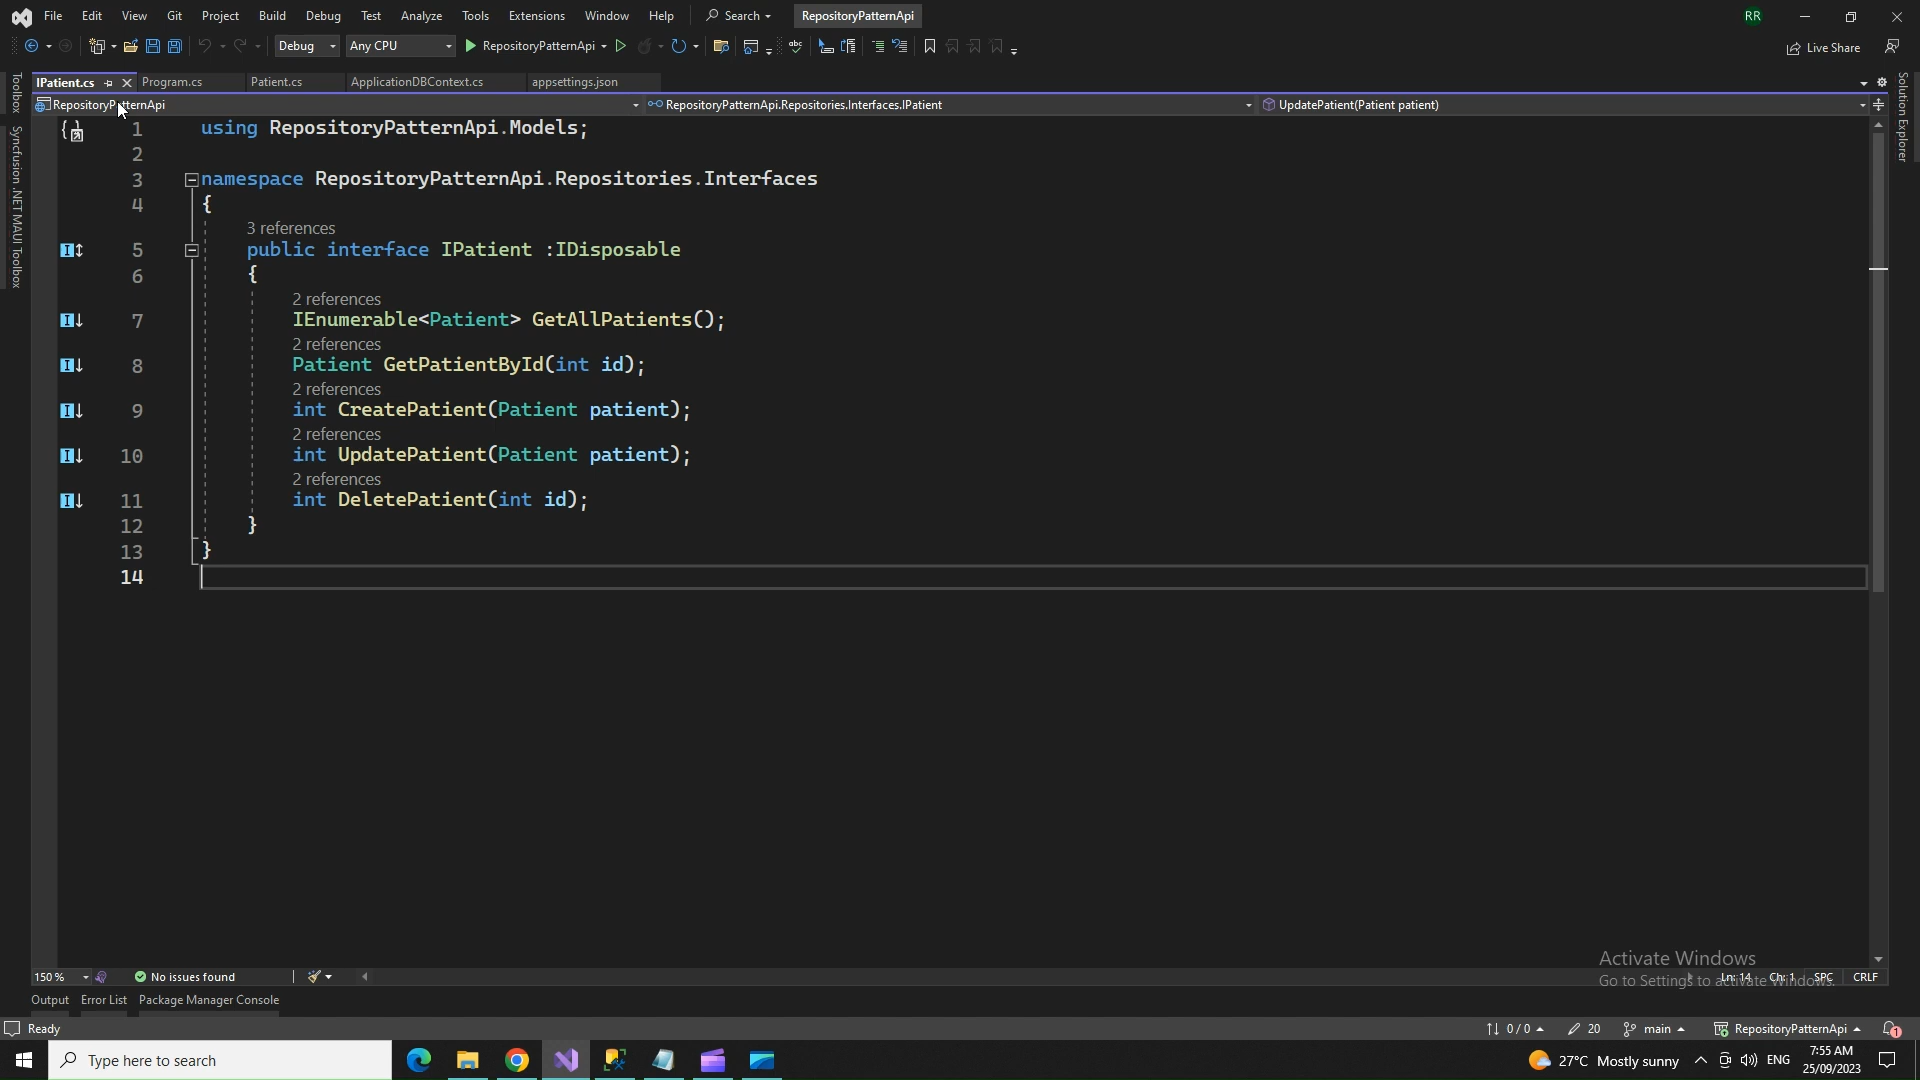 File Edit View Git Project Build Debug Test Analyze Tools Extensions Window Help Search RepositoryPatternApi RR
Debug Any CPU RepositoryPatternApi Live Share
IPatient.cs Program.cs Patient.cs ApplicationDBContext.cs appsettings.json
RepositoryPatternApi RepositoryPatternApi.Repositories.Interfaces.IPatient UpdatePatient(Patient patient)
Toolbox
Syncfusion .NET MAUI Toolbox
Solution Explorer
1 using RepositoryPatternApi.Models;
2
3 namespace RepositoryPatternApi.Repositories.Interfaces
4 {
3 references
5 public interface IPatient :IDisposable
6 {
2 references
7 IEnumerable<Patient> GetAllPatients();
2 references
8 Patient GetPatientById(int id);
2 references
9 int CreatePatient(Patient patient);
2 references
10 int UpdatePatient(Patient patient);
2 references
11 int DeletePatient(int id);
12 }
13 }
14
Activate Windows
Go to Settings to activate Windows.
150 % No issues found Ln: 14 Ch: 1 SPC CRLF
Output Error List Package Manager Console
Ready 0 / 0 20 main RepositoryPatternApi 1
Type here to search 27°C Mostly sunny ENG 7:55 AM
25/09/2023